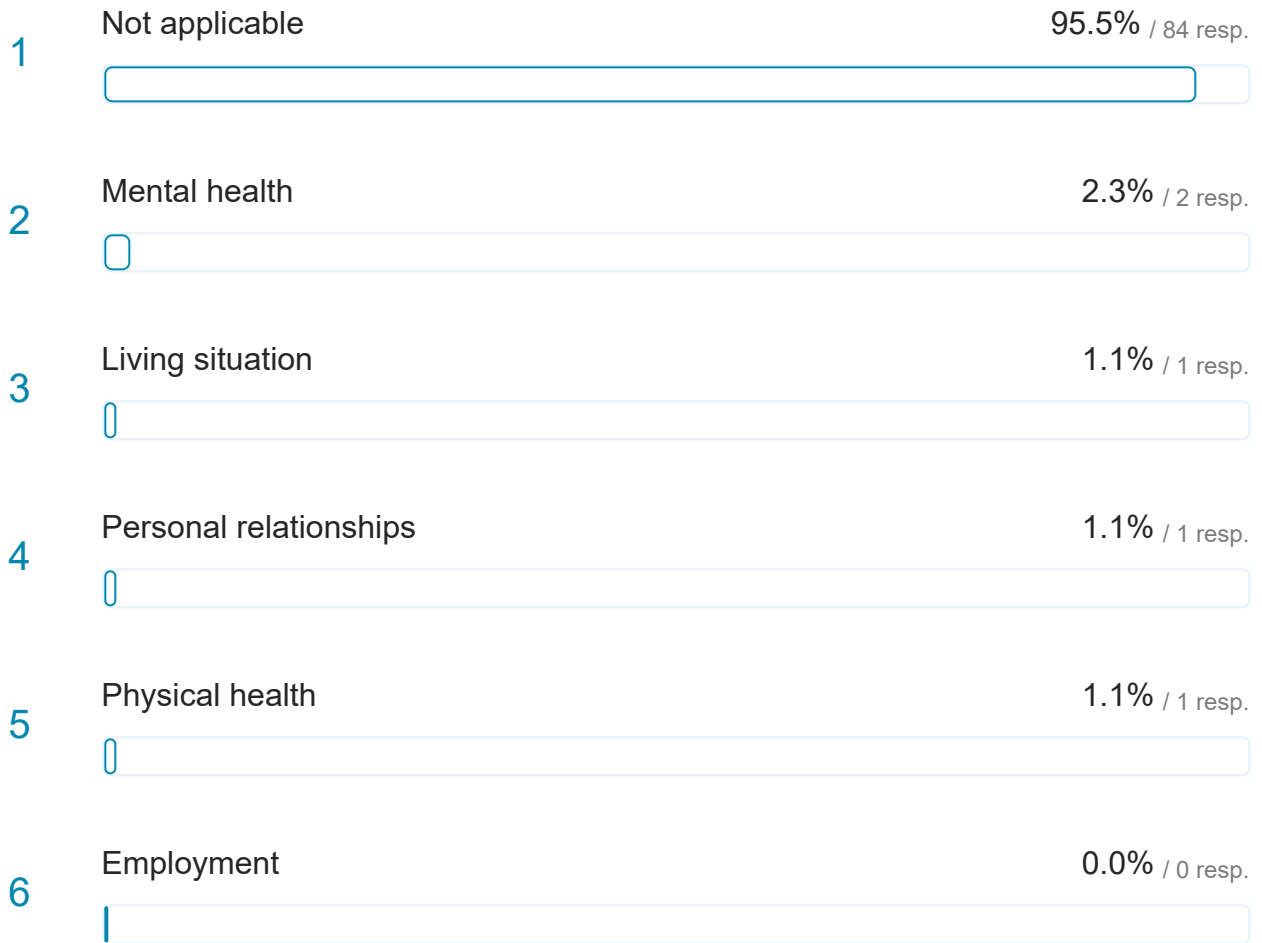 1 Not applicable 95.5% / 84 resp.
2 Mental health 2.3% / 2 resp.
3 Living situation 1.1% / 1 resp.
4 Personal relationships 1.1% / 1 resp.
5 Physical health 1.1% / 1 resp.
6 Employment 0.0% / 0 resp.